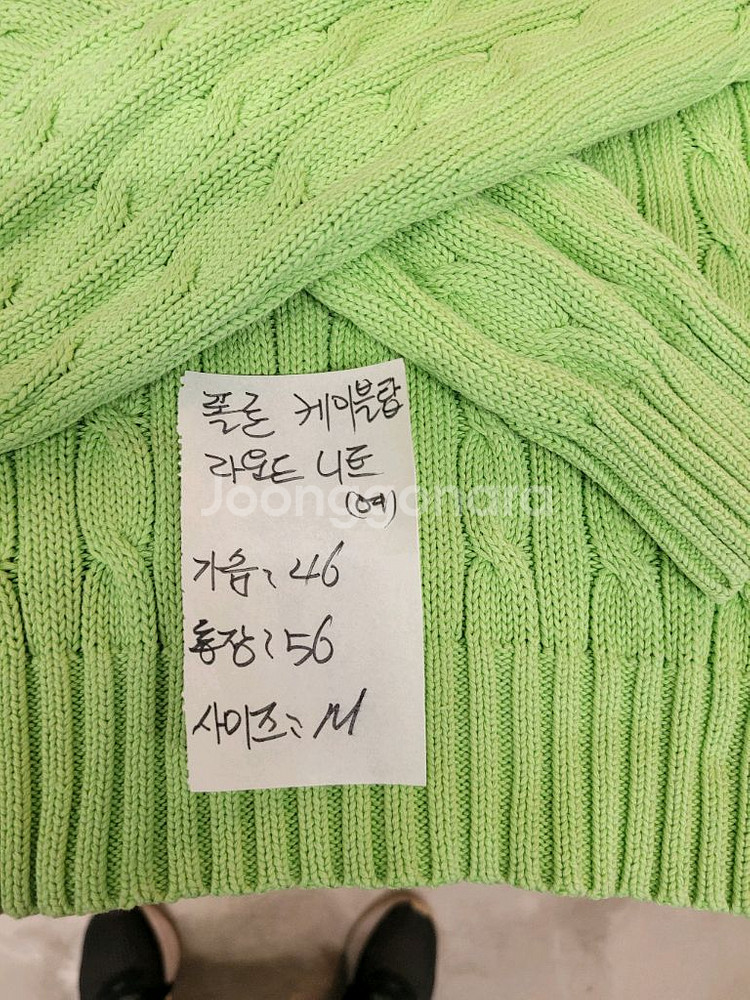 폴로 케이블랑
라운드 니트
(여)
Joonggonara
가슴: 46
총장: 56
사이즈: M